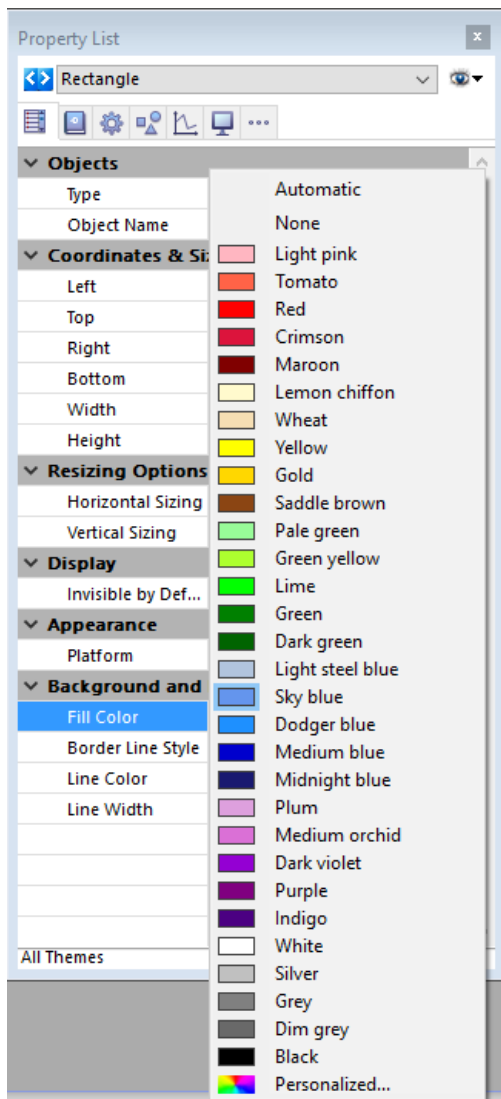 Property List
x
Rectangle
Objects
Type
Object Name
Coordinates & Si
Left
Top
Right
Bottom
Width
Height
Resizing Options
Horizontal Sizing
Vertical Sizing
Display
Invisible by Def...
Appearance
Platform
Background and
Fill Color
Border Line Style
Line Color
Line Width
All Themes
Automatic
None
Light pink
Tomato
Red
Crimson
Maroon
Lemon chiffon
Wheat
Yellow
Gold
Saddle brown
Pale green
Green yellow
Lime
Green
Dark green
Light steel blue
Sky blue
Dodger blue
Medium blue
Midnight blue
Plum
Medium orchid
Dark violet
Purple
Indigo
White
Silver
Grey
Dim grey
Black
Personalized...